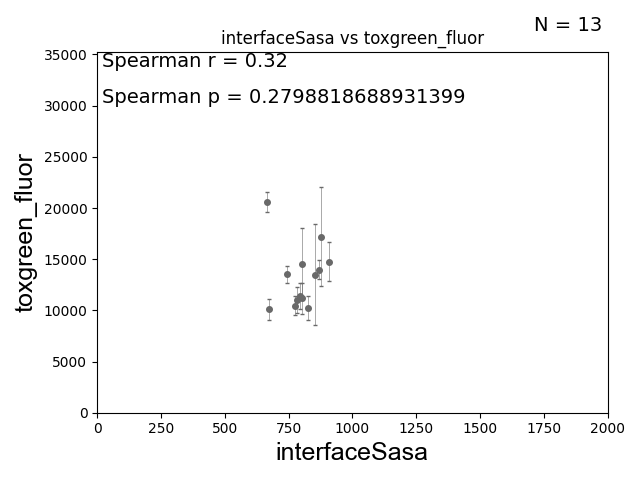 N = 13
interfaceSasa vs toxgreen_fluor
Spearman r = 0.32
Spearman p = 0.2798818688931399
toxgreen_fluor
35000
30000
25000
20000
15000
10000
5000
0
0 250 500 750 1000 1250 1500 1750 2000
interfaceSasa